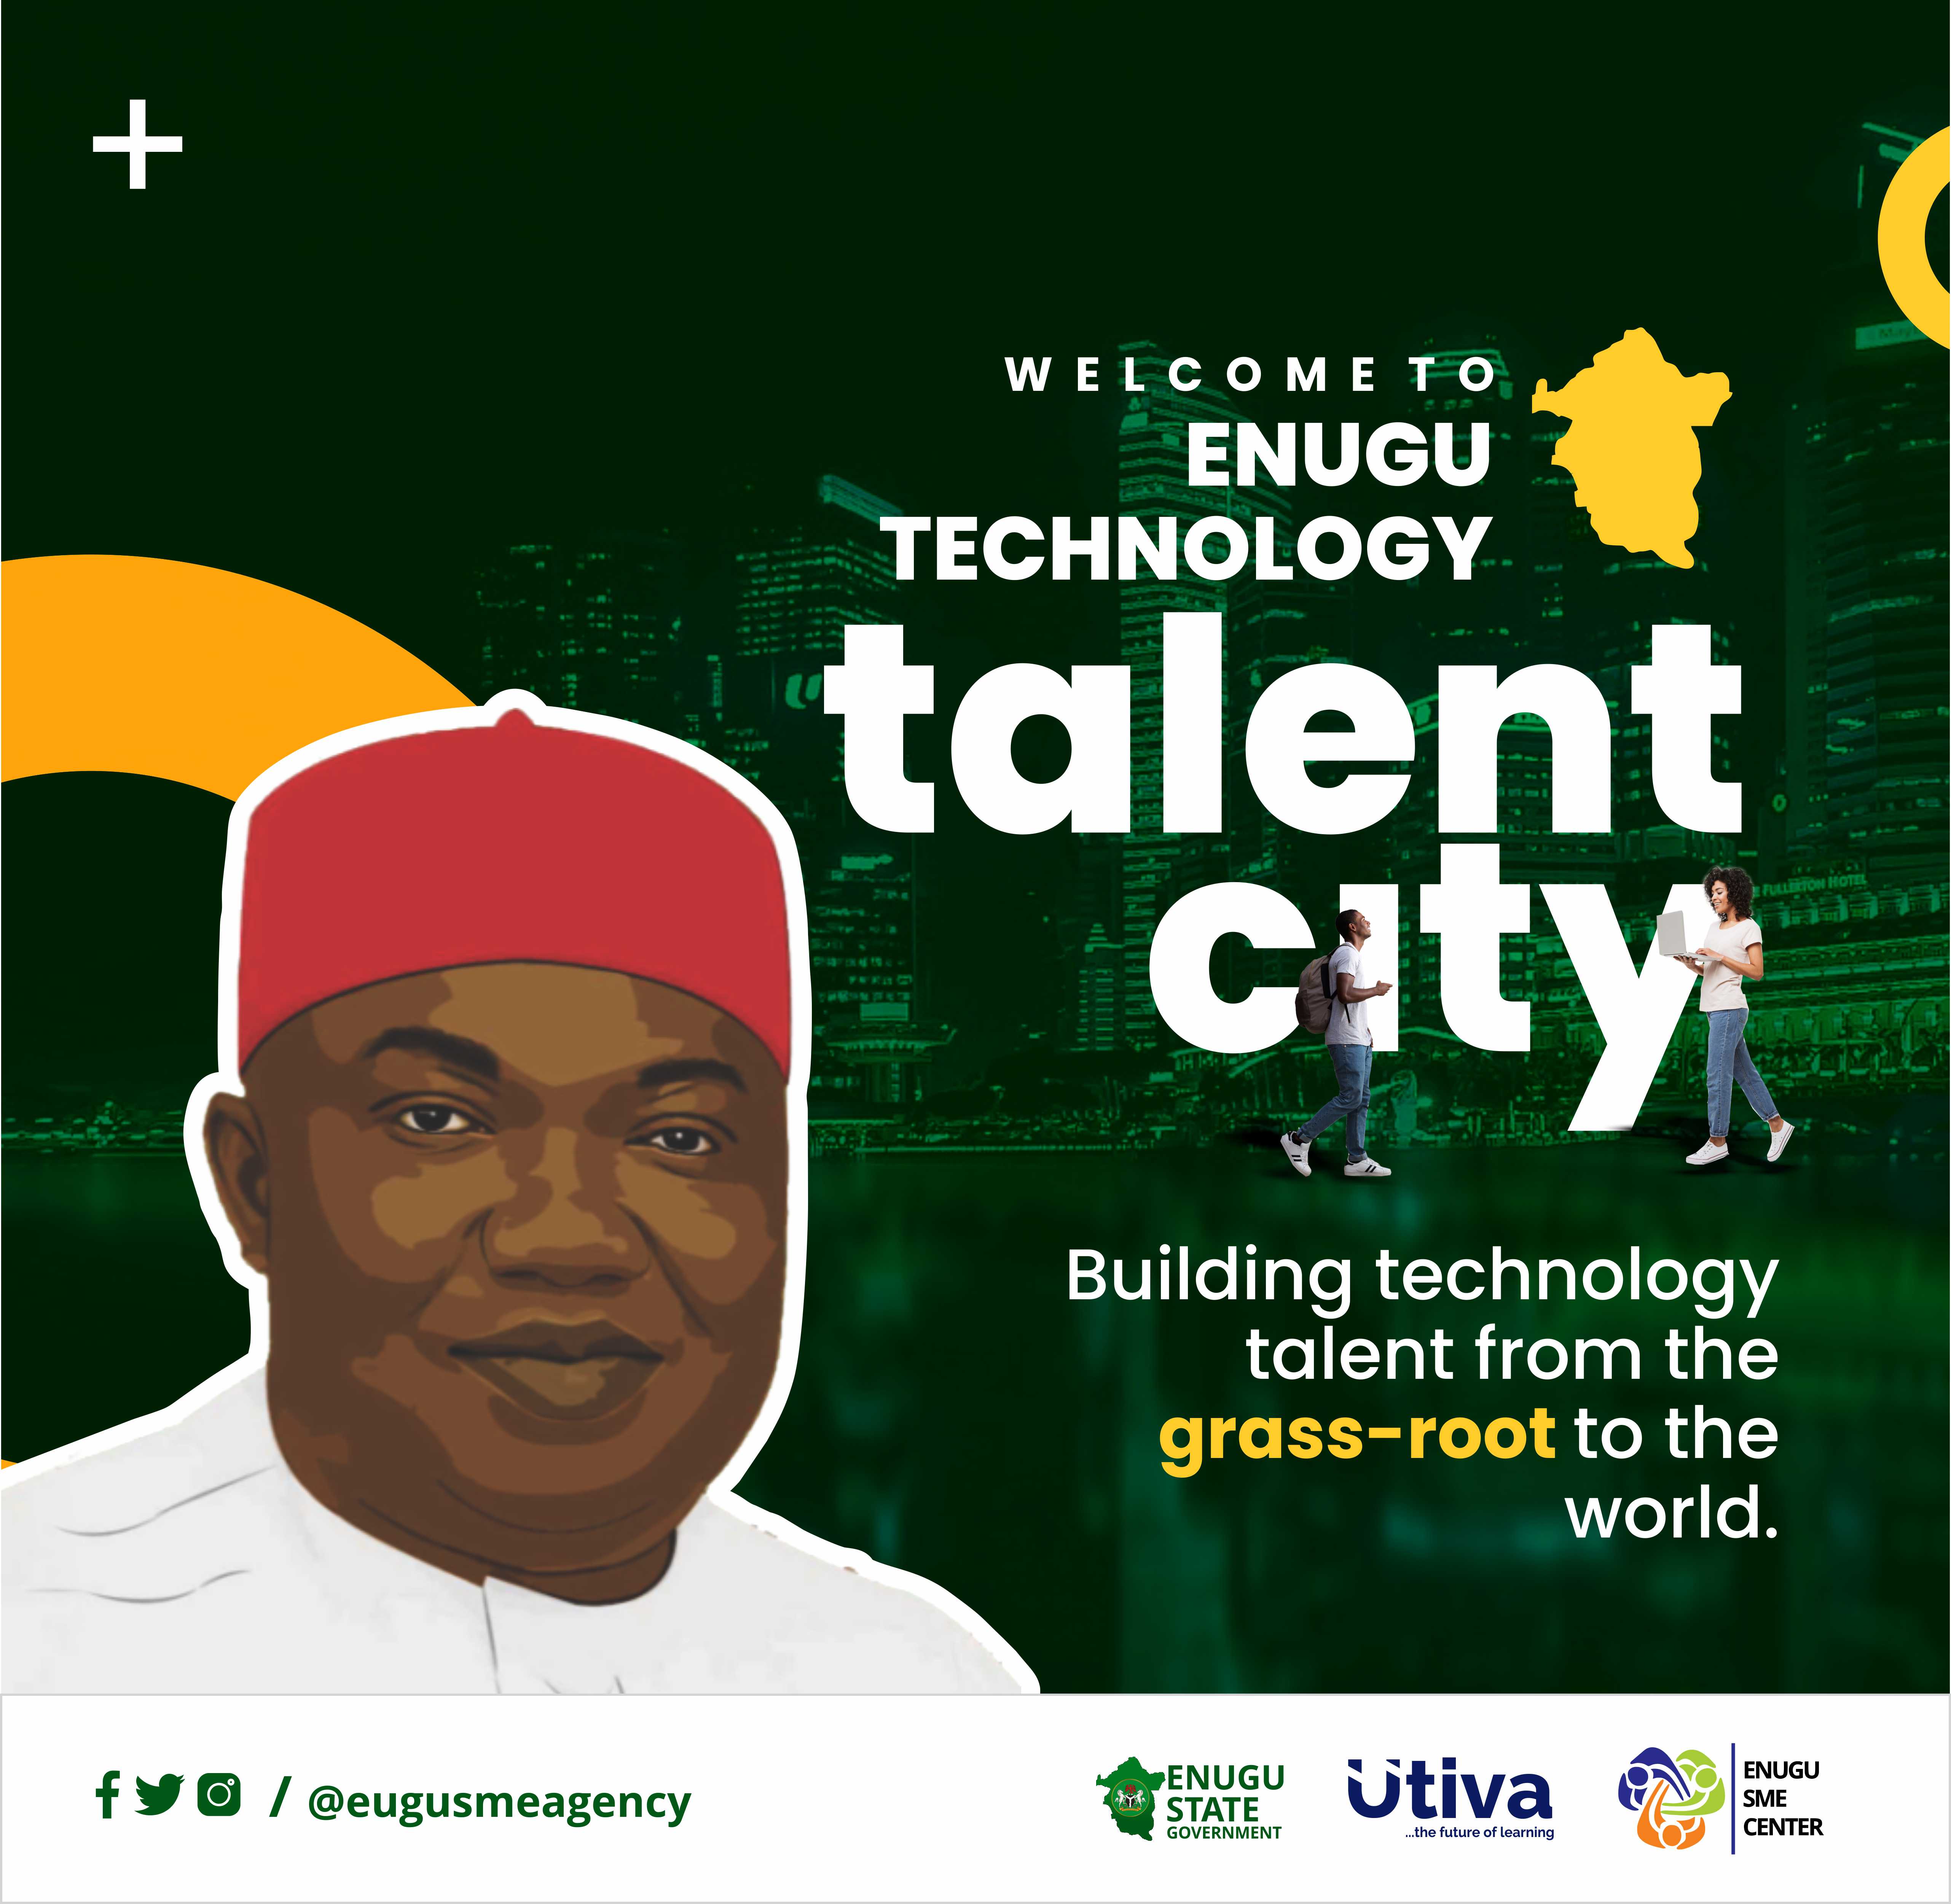 WELCOME TO
ENUGU
TECHNOLOGY
talent
city
FULLERTON HOTEL
Building technology
talent from the
grass-root to the
world.
/ @eugusmeagency
ENUGU
STATE
GOVERNMENT
Utiva
...the future of learning
ENUGU
SME
CENTER